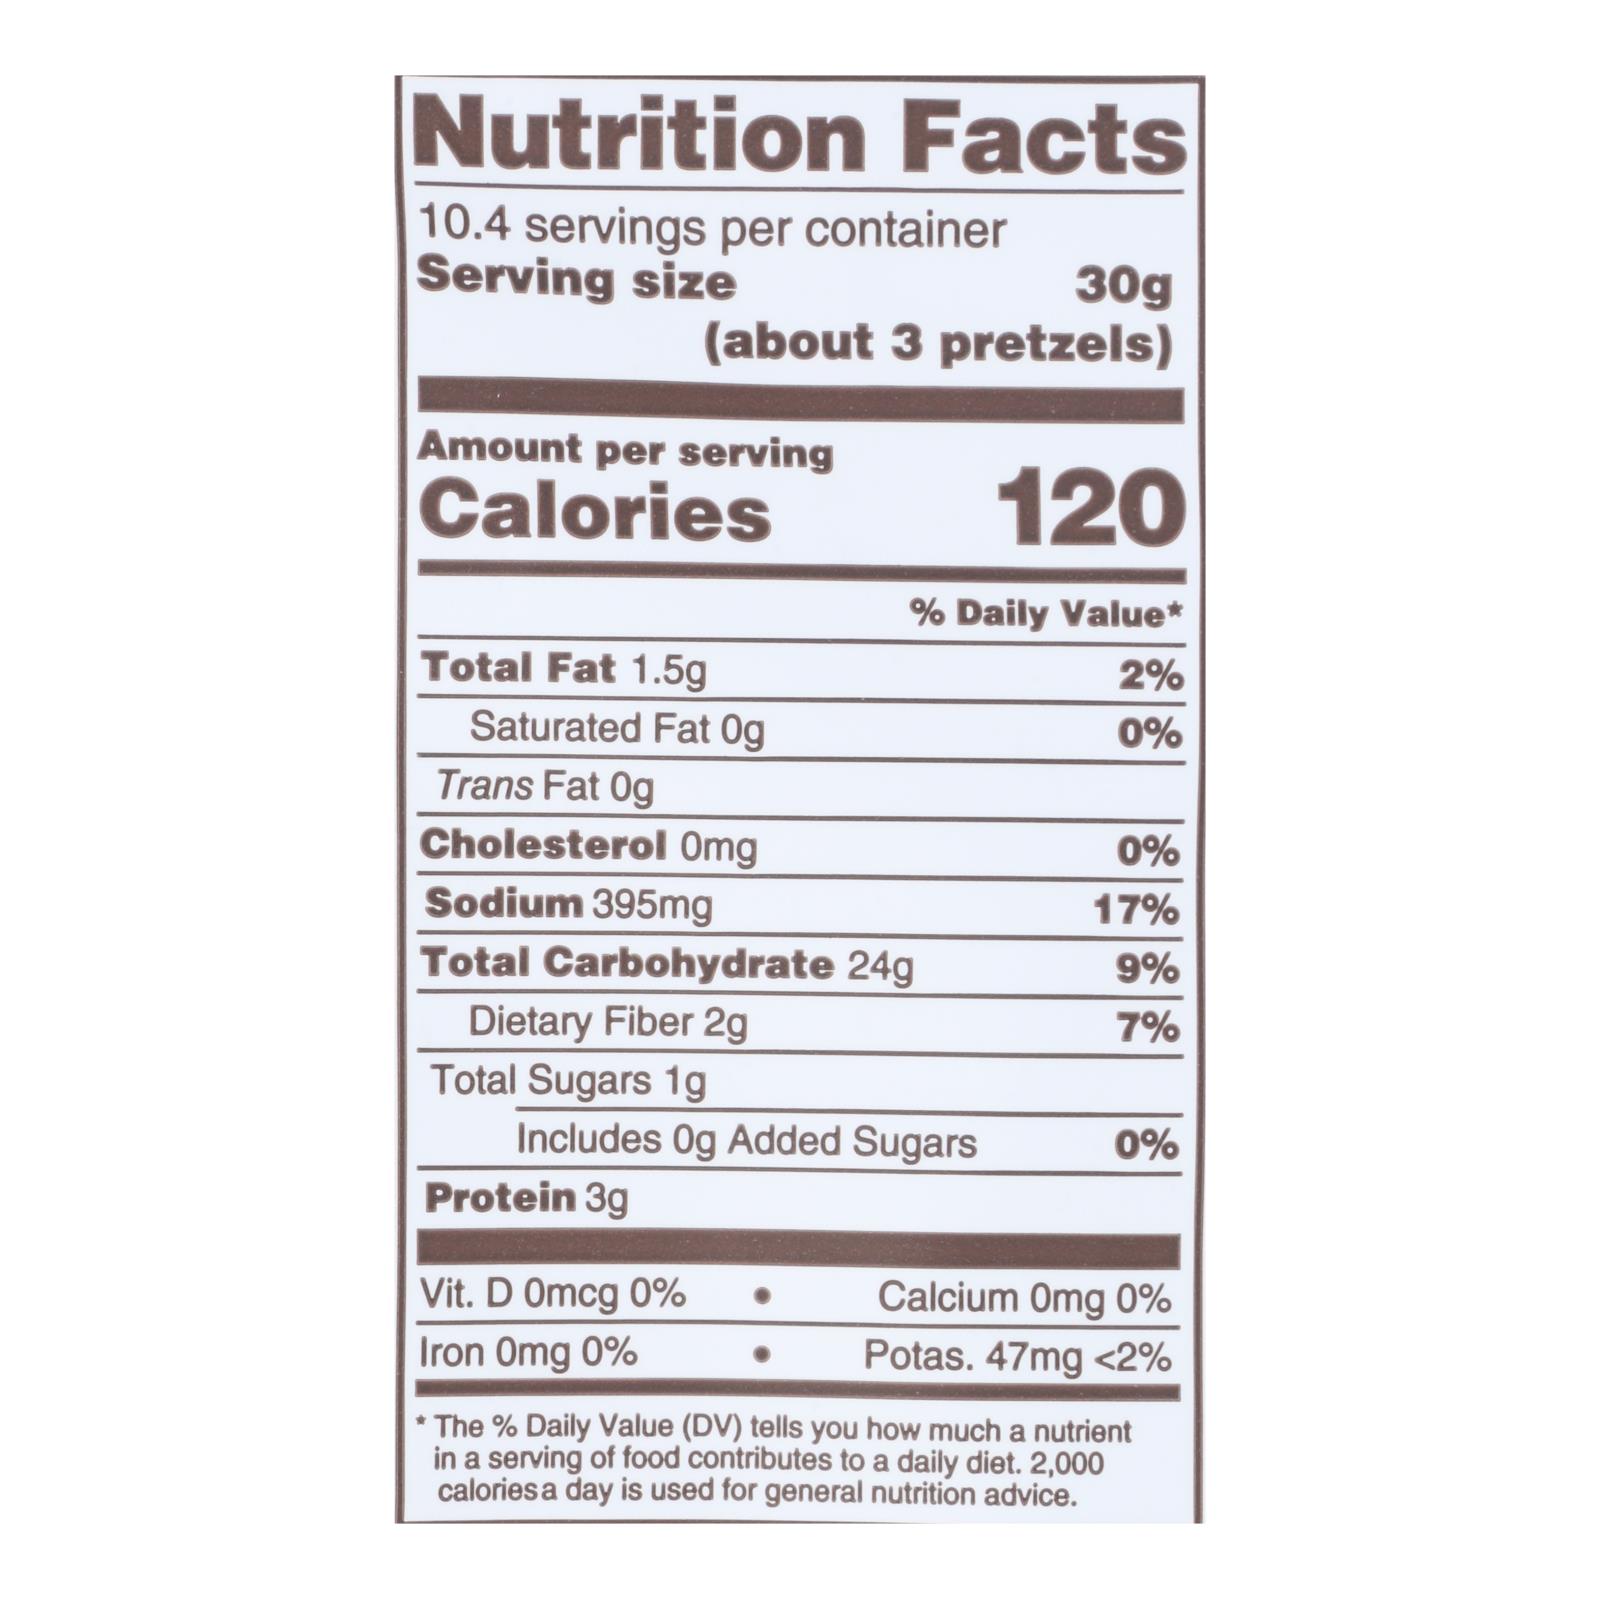 Nutrition Facts
10.4 servings per container
Serving size 30g
(about 3 pretzels)
Amount per serving
Calories 120
% Daily Value*
Total Fat 1.5g 2%
Saturated Fat 0g 0%
Trans Fat 0g
Cholesterol 0mg 0%
Sodium 395mg 17%
Total Carbohydrate 24g 9%
Dietary Fiber 2g 7%
Total Sugars 1g
Includes 0g Added Sugars 0%
Protein 3g
Vit. D 0mcg 0% • Calcium 0mg 0%
Iron 0mg 0% • Potas. 47mg <2%
* The % Daily Value (DV) tells you how much a nutrient
in a serving of food contributes to a daily diet. 2,000
calories a day is used for general nutrition advice.